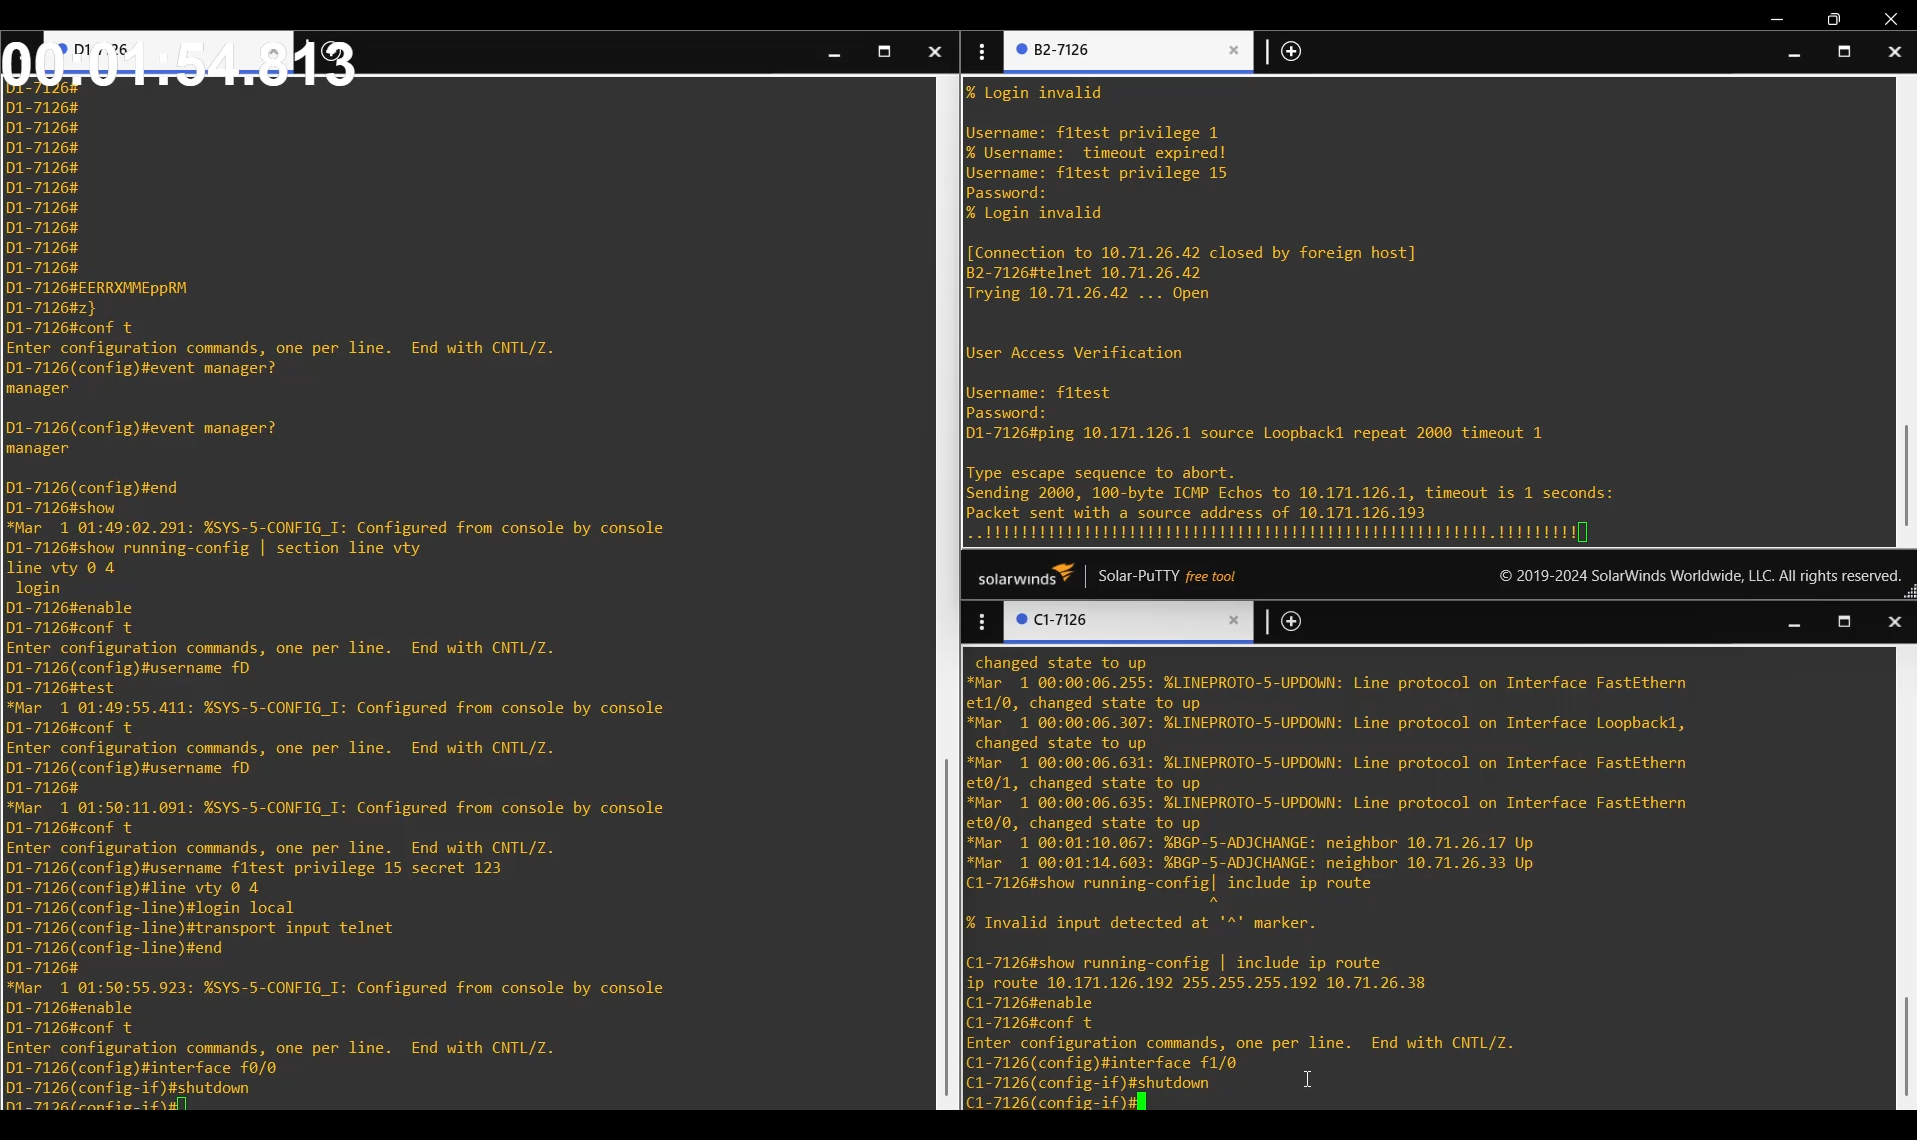 00:01:54.813
D1-7126#
D1-7126#
D1-7126#
D1-7126#
D1-7126#
D1-7126#
D1-7126#
D1-7126#
D1-7126#
D1-7126#
D1-7126#EERRXMMEppRM
D1-7126#z}
D1-7126#conf t
Enter configuration commands, one per line.  End with CNTL/Z.
D1-7126(config)#event manager?
manager
D1-7126(config)#event manager?
manager
D1-7126(config)#end
D1-7126#show
*Mar  1 01:49:02.291: %SYS-5-CONFIG_I: Configured from console by console
D1-7126#show running-config | section line vty
line vty 0 4
 login
D1-7126#enable
D1-7126#conf t
Enter configuration commands, one per line.  End with CNTL/Z.
D1-7126(config)#username fD
D1-7126#test
*Mar  1 01:49:55.411: %SYS-5-CONFIG_I: Configured from console by console
D1-7126#conf t
Enter configuration commands, one per line.  End with CNTL/Z.
D1-7126(config)#username fD
D1-7126#
*Mar  1 01:50:11.091: %SYS-5-CONFIG_I: Configured from console by console
D1-7126#conf t
Enter configuration commands, one per line.  End with CNTL/Z.
D1-7126(config)#username f1test privilege 15 secret 123
D1-7126(config)#line vty 0 4
D1-7126(config-line)#login local
D1-7126(config-line)#transport input telnet
D1-7126(config-line)#end
D1-7126#
*Mar  1 01:50:55.923: %SYS-5-CONFIG_I: Configured from console by console
D1-7126#enable
D1-7126#conf t
Enter configuration commands, one per line.  End with CNTL/Z.
D1-7126(config)#interface f0/0
D1-7126(config-if)#shutdown
D1-7126(config-if)#
B2-7126
% Login invalid
Username: f1test privilege 1
% Username:  timeout expired!
Username: f1test privilege 15
Password:
% Login invalid
[Connection to 10.71.26.42 closed by foreign host]
B2-7126#telnet 10.71.26.42
Trying 10.71.26.42 ... Open
User Access Verification
Username: f1test
Password:
D1-7126#ping 10.171.126.1 source Loopback1 repeat 2000 timeout 1
Type escape sequence to abort.
Sending 2000, 100-byte ICMP Echos to 10.171.126.1, timeout is 1 seconds:
Packet sent with a source address of 10.171.126.193
..!!!!!!!!!!!!!!!!!!!!!!!!!!!!!!!!!!!!!!!!!!!!!!!!!!!!!!!!.!!!!!!!!!
solarwinds Solar-PuTTY free tool © 2019-2024 SolarWinds Worldwide, LLC. All rights reserved.
C1-7126
 changed state to up
*Mar  1 00:00:06.255: %LINEPROTO-5-UPDOWN: Line protocol on Interface FastEthern
et1/0, changed state to up
*Mar  1 00:00:06.307: %LINEPROTO-5-UPDOWN: Line protocol on Interface Loopback1,
 changed state to up
*Mar  1 00:00:06.631: %LINEPROTO-5-UPDOWN: Line protocol on Interface FastEthern
et0/1, changed state to up
*Mar  1 00:00:06.635: %LINEPROTO-5-UPDOWN: Line protocol on Interface FastEthern
et0/0, changed state to up
*Mar  1 00:01:10.067: %BGP-5-ADJCHANGE: neighbor 10.71.26.17 Up
*Mar  1 00:01:14.603: %BGP-5-ADJCHANGE: neighbor 10.71.26.33 Up
C1-7126#show running-config| include ip route
^
% Invalid input detected at '^' marker.
C1-7126#show running-config | include ip route
ip route 10.171.126.192 255.255.255.192 10.71.26.38
C1-7126#enable
C1-7126#conf t
Enter configuration commands, one per line.  End with CNTL/Z.
C1-7126(config)#interface f1/0
C1-7126(config-if)#shutdown
C1-7126(config-if)#